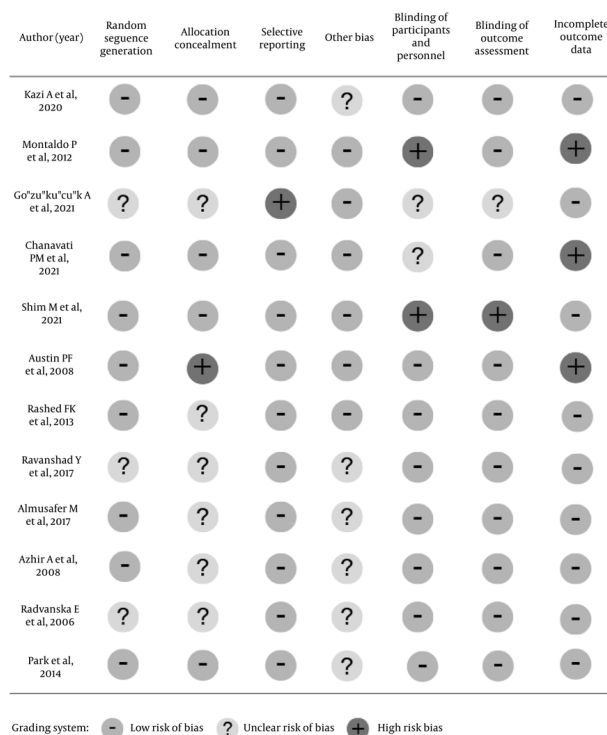 Author (year) Random seguence generation Allocation concealment Selective reporting Other bias Blinding of participants and personnel Blinding of outcome assessment Incomplete outcome data
Kazi A et al, 2020 - - - ? - - -
Montaldo P et al, 2012 - - - - + - +
Go"zu"ku"cu"k A et al, 2021 ? ? + - ? ? -
Chanavati PM et al, 2021 - - - - ? - +
Shim M et al, 2021 - - - - + + -
Austin PF et al, 2008 - + - - - - +
Rashed FK et al, 2013 - ? - - - - -
Ravanshad Y et al, 2017 ? ? - ? - - -
Almusafer M et al, 2017 - ? - ? - - -
Azhir A et al, 2008 - ? - ? - - -
Radvanska E et al, 2006 ? ? - ? - - -
Park et al, 2014 - - - ? - - -
Grading system: - Low risk of bias ? Unclear risk of bias + High risk bias